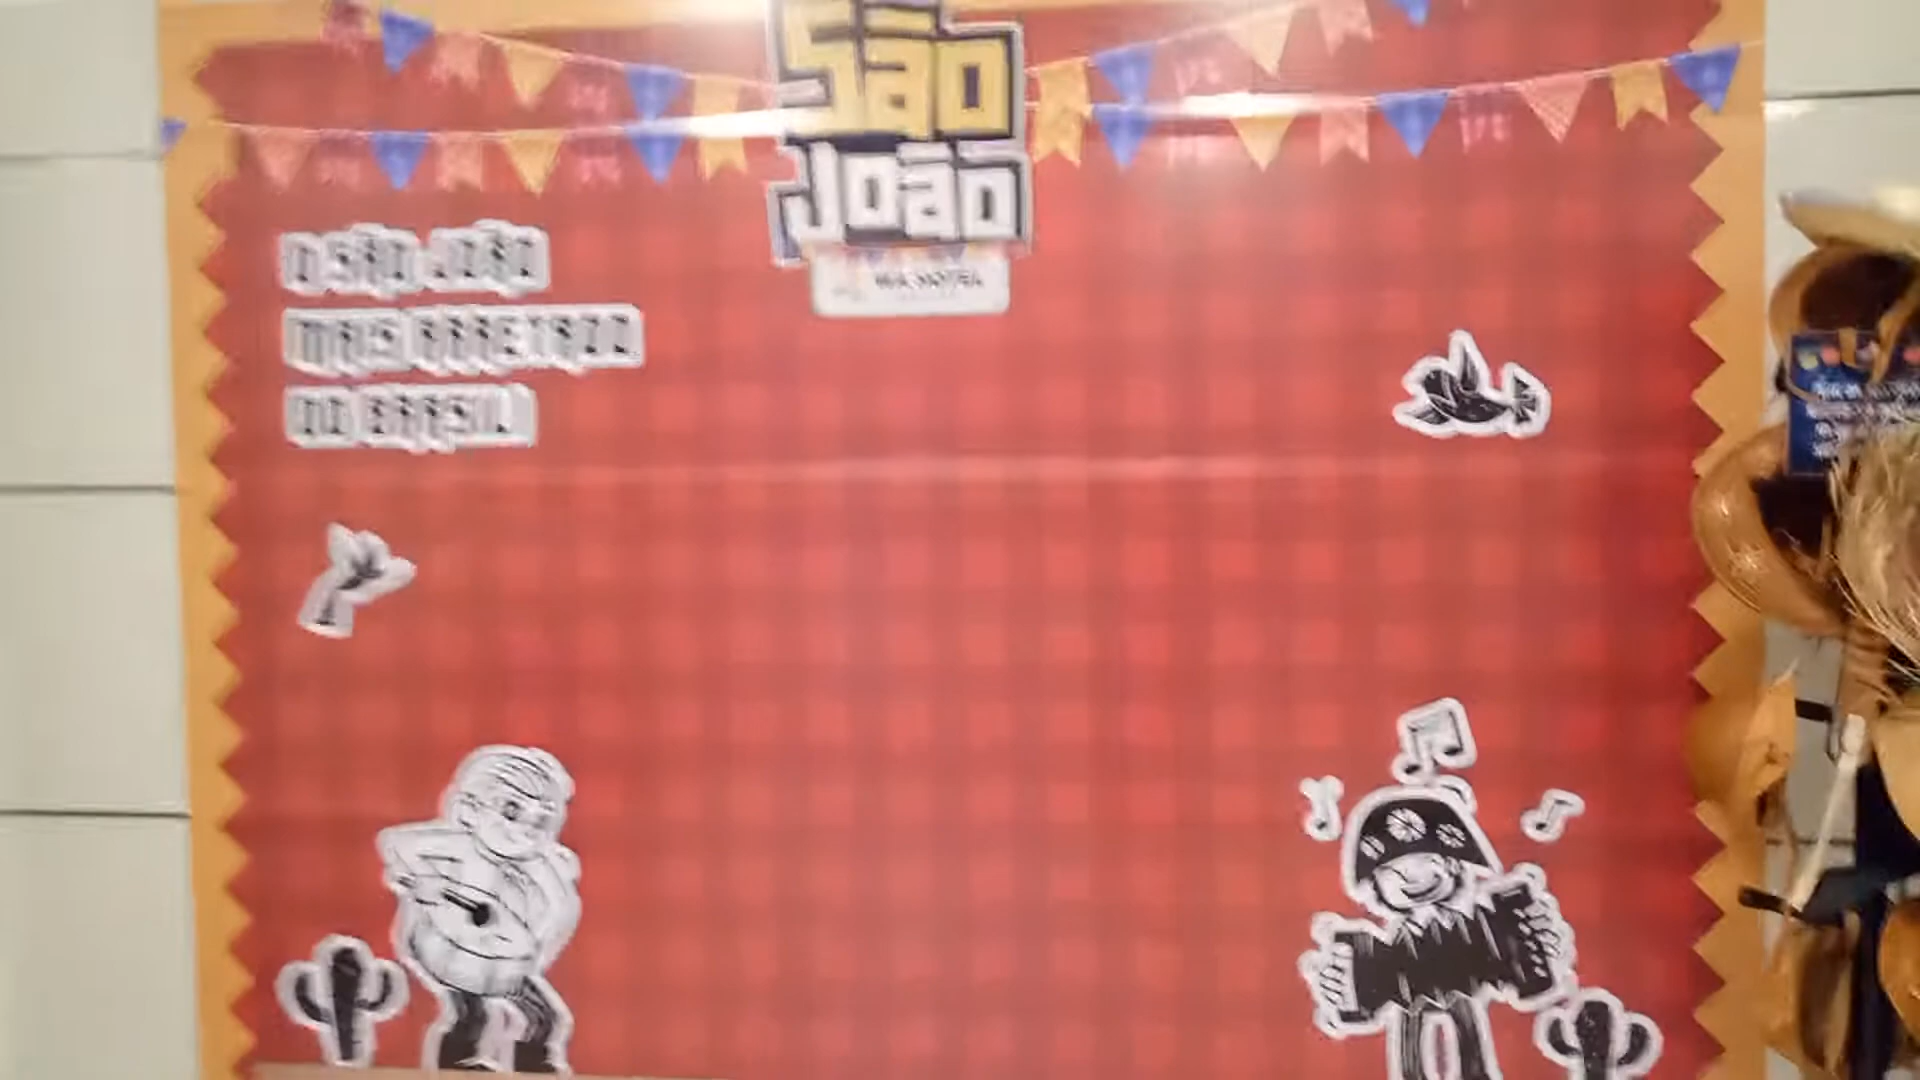 São
João
O SÃO JOÃO
MAIS ARRETADO
DO BRASIL